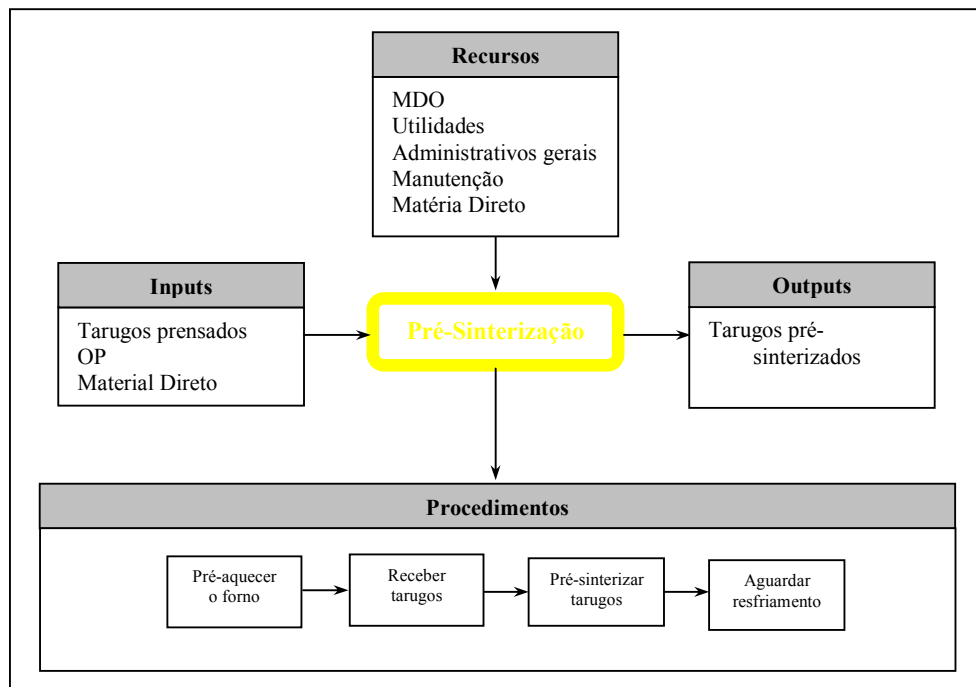 Recursos
MDO
Utilidades
Administrativos gerais
Manutenção
Matéria Direto
Inputs
Tarugos prensados
OP
Material Direto
Pré-Sinterização
Outputs
Tarugos pré-
sinterizados
Procedimentos
Pré-aquecer
o forno
Receber
tarugos
Pré-sinterizar
tarugos
Aguardar
resfriamento